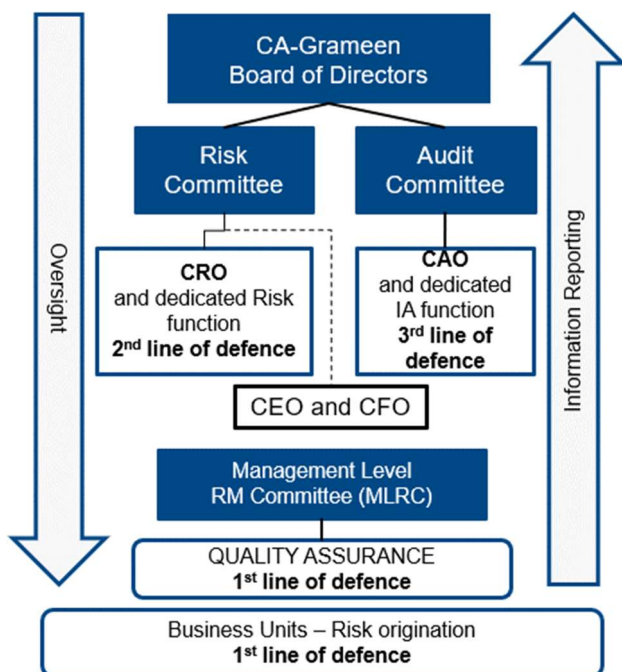 CA-Grameen
Board of Directors
Risk
Committee
Audit
Committee
CRO
and dedicated Risk
function
2nd line of defence
CAO
and dedicated
IA function
3rd line of
defence
CEO and CFO
Management Level
RM Committee (MLRC)
QUALITY ASSURANCE
1st line of defence
Business Units – Risk origination
1st line of defence
Oversight
Information Reporting